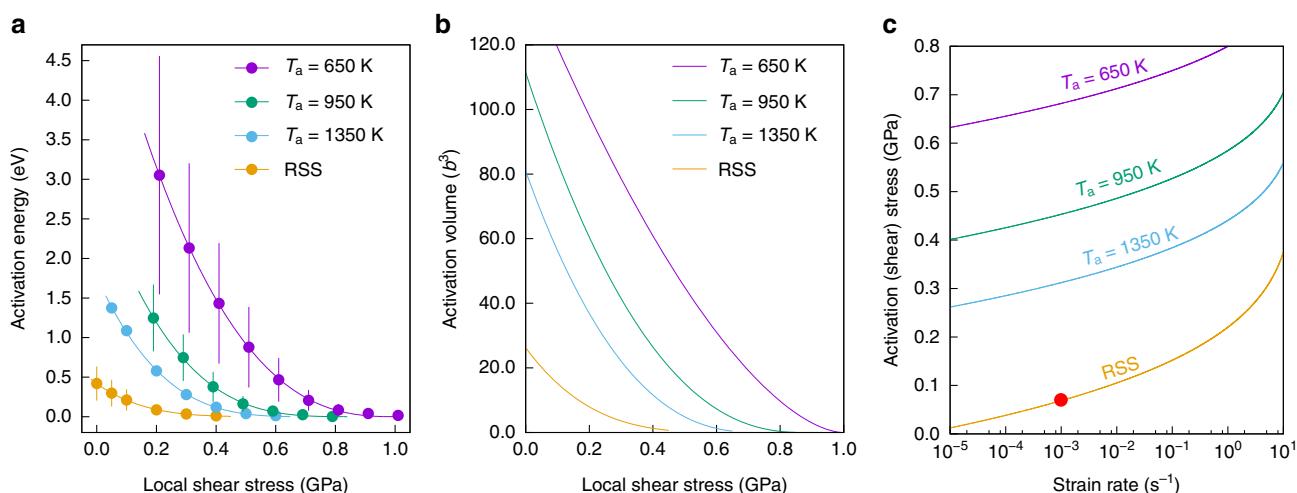 a
4.5
4.0
3.5
3.0
2.5
2.0
1.5
1.0
0.5
0.0
Activation energy (eV)
0.0 0.2 0.4 0.6 0.8 1.0
Local shear stress (GPa)
Ta = 650 K
Ta = 950 K
Ta = 1350 K
RSS
b
120.0
100.0
80.0
60.0
40.0
20.0
0.0
Activation volume (b³)
0.0 0.2 0.4 0.6 0.8 1.0
Local shear stress (GPa)
Ta = 650 K
Ta = 950 K
Ta = 1350 K
RSS
c
0.8
0.7
0.6
0.5
0.4
0.3
0.2
0.1
0.0
Activation (shear) stress (GPa)
Ta = 650 K
Ta = 950 K
Ta = 1350 K
RSS
10⁻⁵ 10⁻⁴ 10⁻³ 10⁻² 10⁻¹ 10⁰ 10¹
Strain rate (s⁻¹)